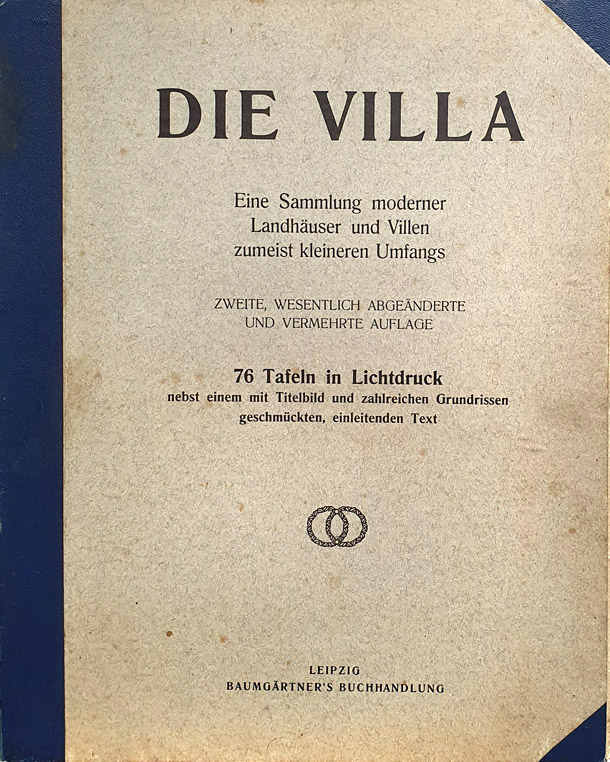 DIE VILLA
Eine Sammlung moderner
Landhäuser und Villen
zumeist kleineren Umfangs
ZWEITE, WESENTLICH ABGEÄNDERTE
UND VERMEHRTE AUFLAGE
76 Tafeln in Lichtdruck
nebst einem mit Titelbild und zahlreichen Grundrissen
geschmückten, einleitenden Text
LEIPZIG
BAUMGÄRTNER'S BUCHHANDLUNG